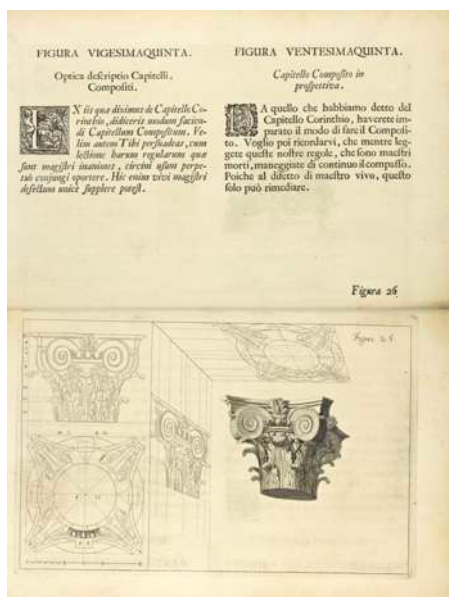 FIGURA VIGESIMAQUINTA.
Optica deſcriptio Capitelli
Compoſiti.
EX iis quæ diximus de Capitello Co-
rinthio, didiceris modum facien-
di Capitellum Compoſitum. Ve-
lim autem Tibi perſuadeas, cum
lectione harum regularum quæ
ſunt magiſtri inanimes, circini uſum perpe-
tuò conjungi oportere. Hic enim vivi magiſtri
defectum unice ſupplere poteſt.
FIGURA VENTESIMAQUINTA.
Capitello Compoſito in
proſpettiva.
DA quello che habbiamo detto del
Capitello Corinthio, haverete im-
parato il modo di fare il Compoſi-
to. Voglio poi ricordarvi, che mentre leg-
gete queſte noſtre regole, che ſono maeſtri
morti, maneggiate di continuo il compaſſo.
Poiche al difetto di maeſtro vivo, queſto
ſolo può rimediare.
Figura 26